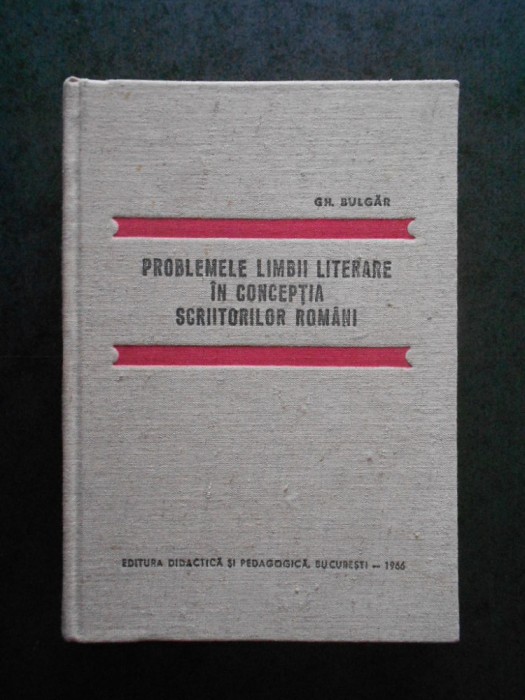 GH. BULGĂR
PROBLEMELE LIMBII LITERARE
ÎN CONCEPȚIA
SCRIITORILOR ROMÂNI
EDITURA DIDACTICĂ ȘI PEDAGOGICĂ, BUCUREȘTI – 1966